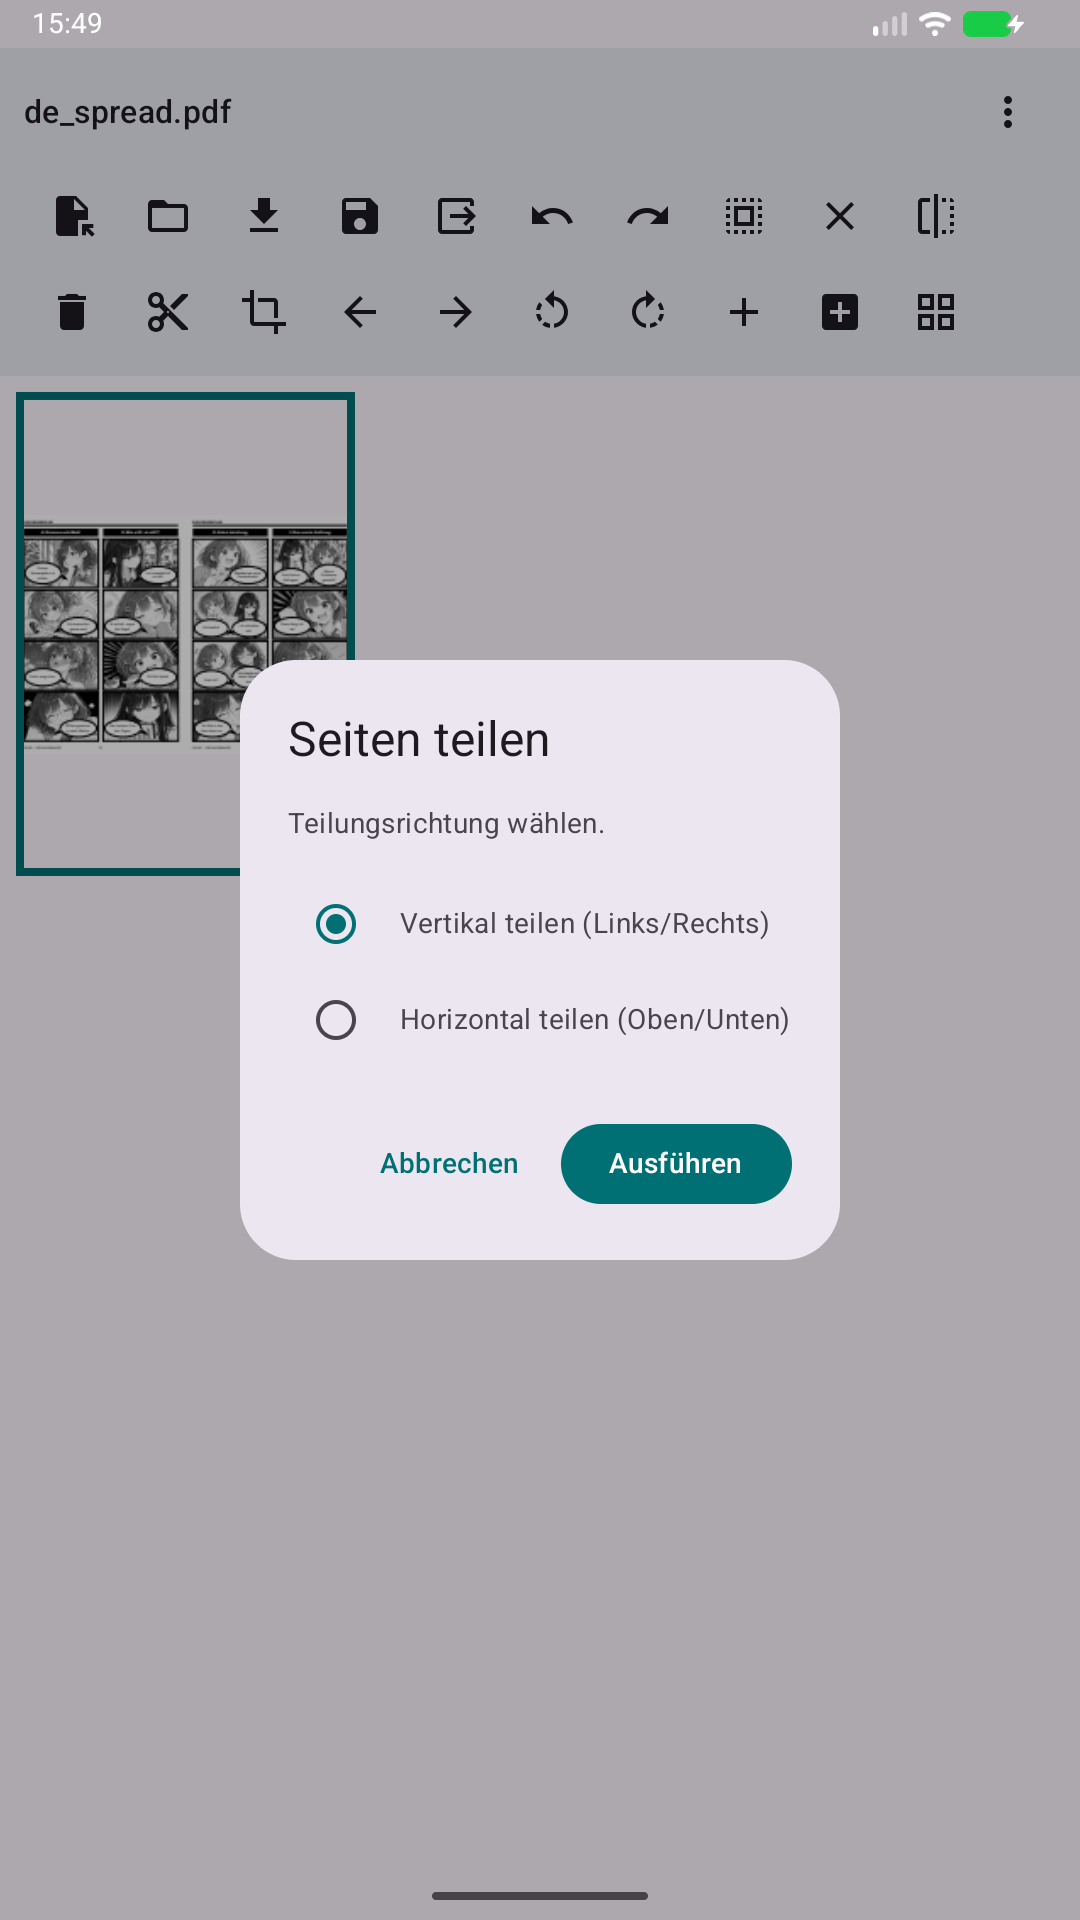 15:49
de_spread.pdf
Seiten teilen
Teilungsrichtung wählen.
Vertikal teilen (Links/Rechts)
Horizontal teilen (Oben/Unten)
Abbrechen
Ausführen